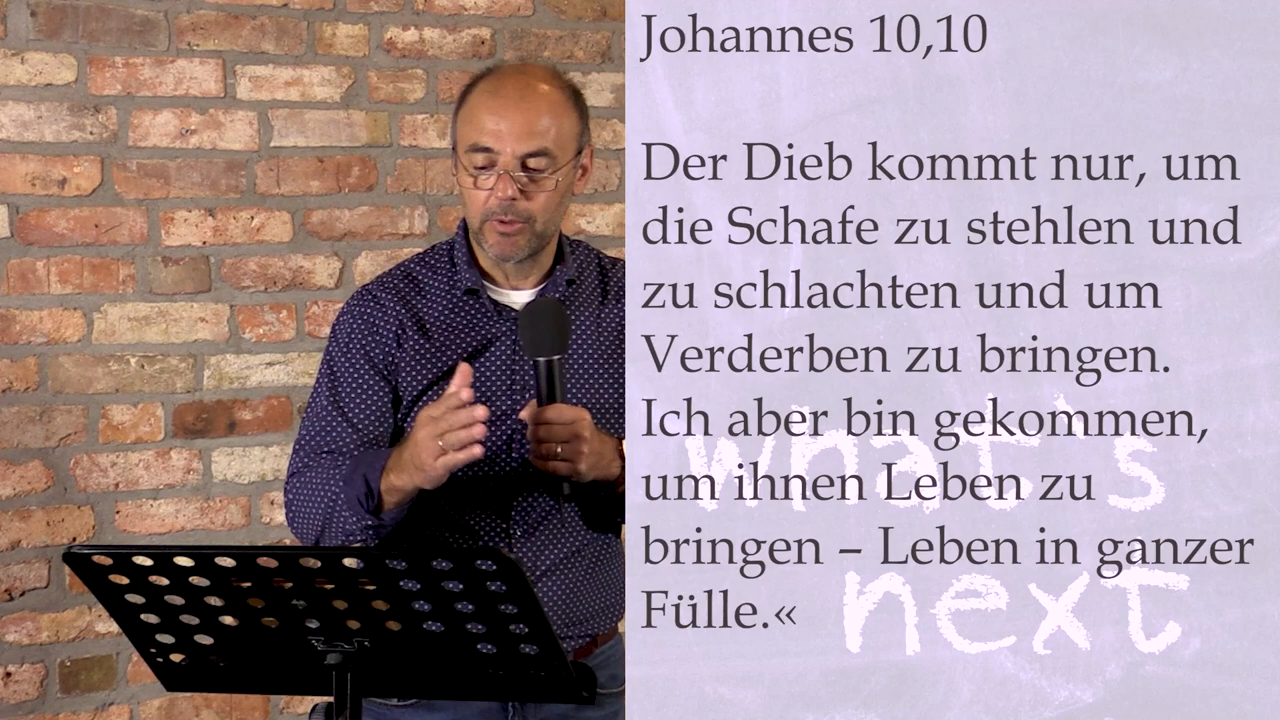 Johannes 10,10
Der Dieb kommt nur, um
die Schafe zu stehlen und
zu schlachten und um
Verderben zu bringen.
Ich aber bin gekommen,
um ihnen Leben zu
bringen – Leben in ganzer
Fülle.«
what's
next